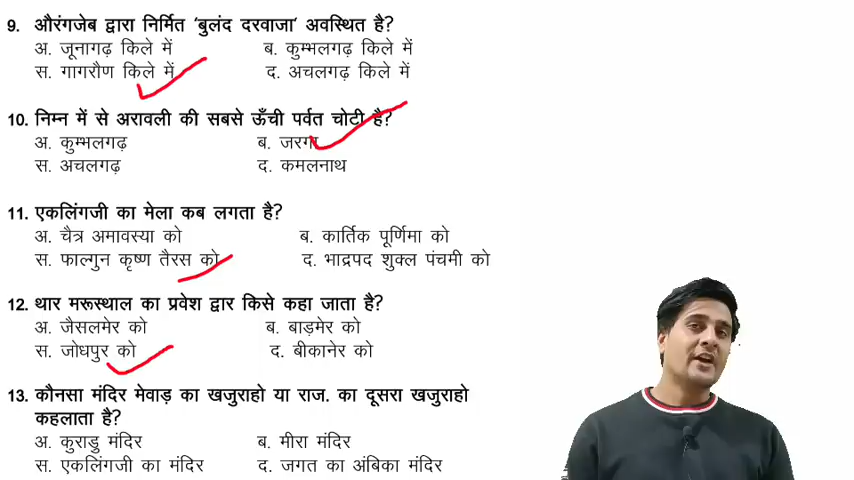 9. औरंगजेब द्वारा निर्मित 'बुलंद दरवाजा' अवस्थित है?
अ. जूनागढ़ किले में ब. कुम्भलगढ़ किले में
स. गागरौण किले में द. अचलगढ़ किले में
10. निम्न में से अरावली की सबसे ऊँची पर्वत चोटी है?
अ. कुम्भलगढ़ ब. जरगा
स. अचलगढ़ द. कमलनाथ
11. एकलिंगजी का मेला कब लगता है?
अ. चैत्र अमावस्या को ब. कार्तिक पूर्णिमा को
स. फाल्गुन कृष्ण तैरस को द. भाद्रपद शुक्ल पंचमी को
12. थार मरूस्थाल का प्रवेश द्वार किसे कहा जाता है?
अ. जैसलमेर को ब. बाड़मेर को
स. जोधपुर को द. बीकानेर को
13. कौनसा मंदिर मेवाड़ का खजुराहो या राज. का दूसरा खजुराहो
कहलाता है?
अ. कुराडु मंदिर ब. मीरा मंदिर
स. एकलिंगजी का मंदिर द. जगत का अंबिका मंदिर